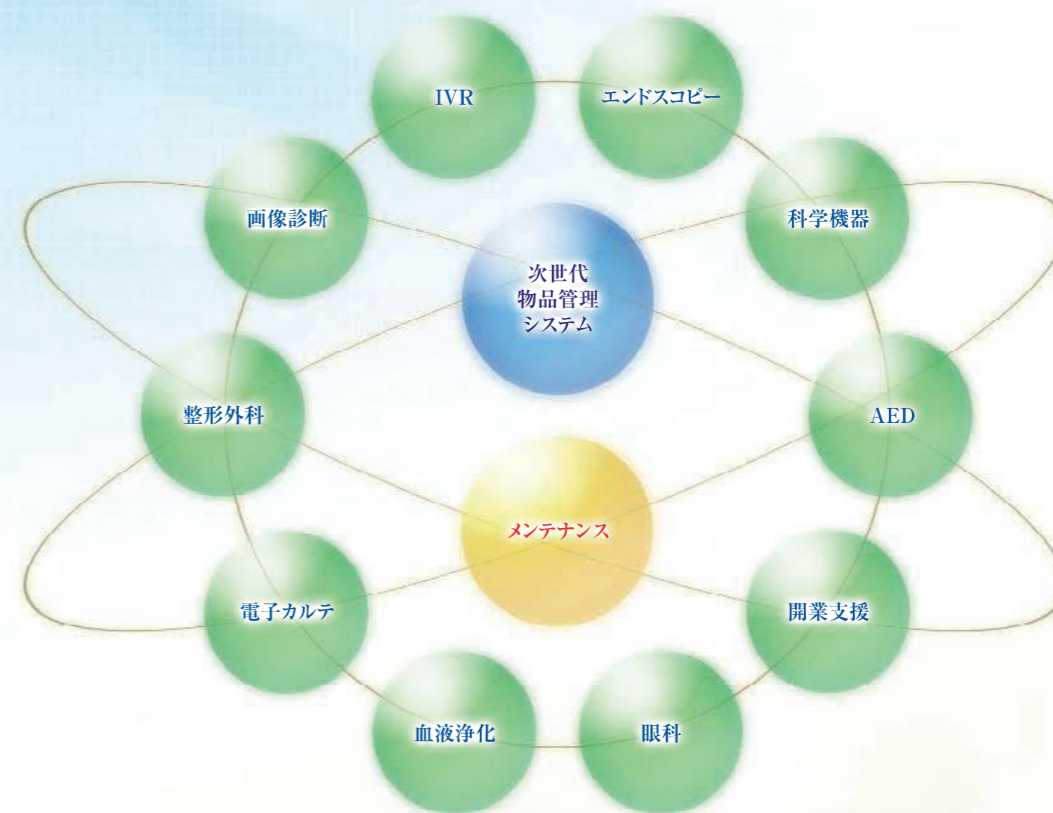 IVR
エンドスコピー
画像診断
科学機器
次世代
物品管理
システム
整形外科
AED
メンテナンス
電子カルテ
開業支援
血液浄化
眼科